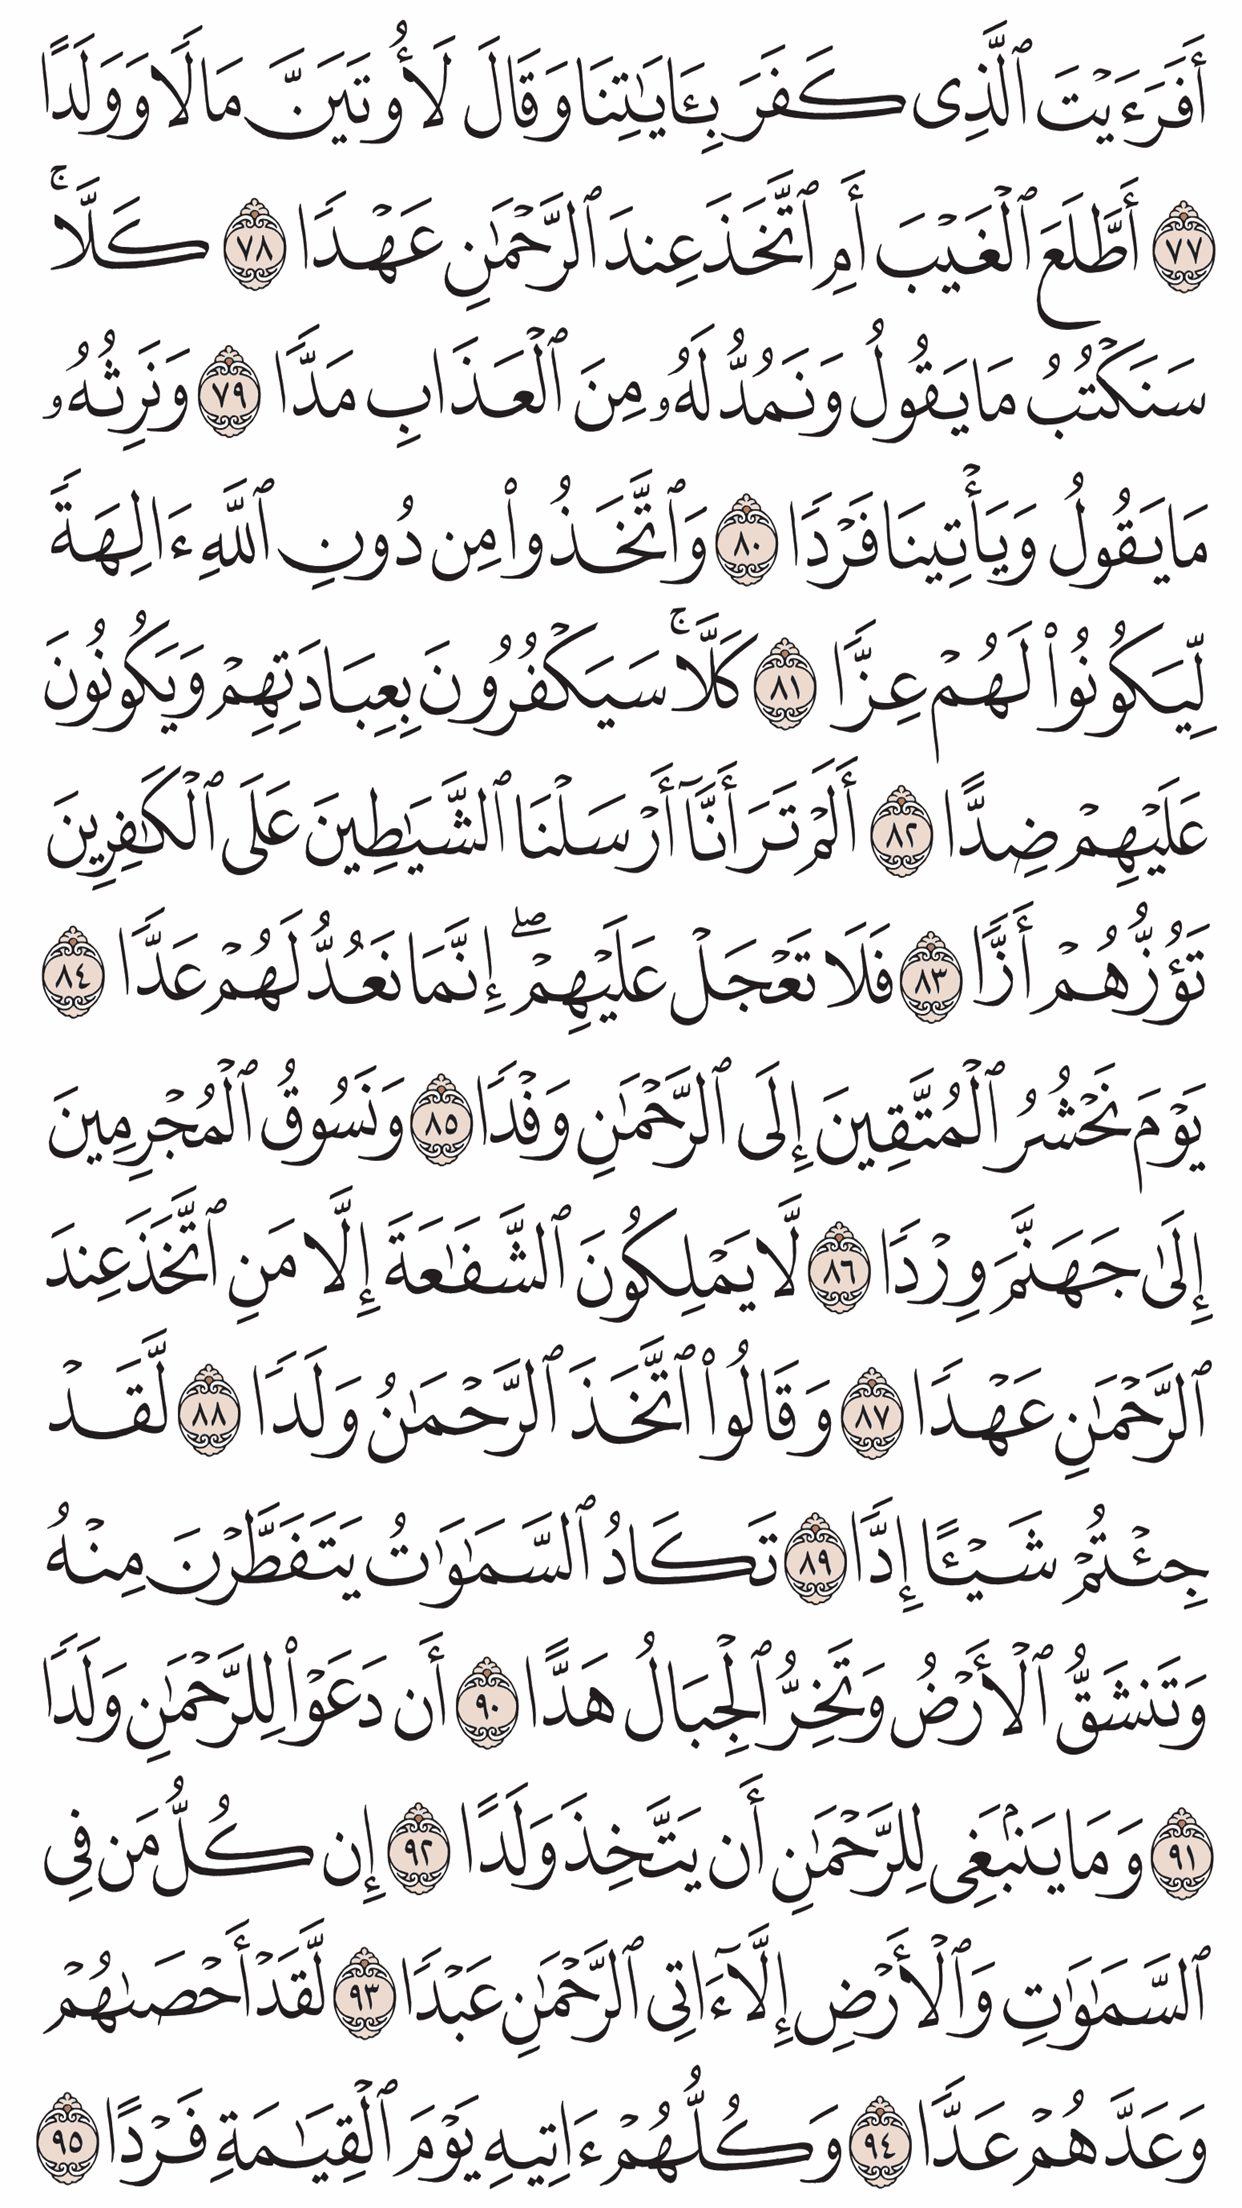 أَفَرَءَيْتَ ٱلَّذِى كَفَرَ بِـَٔايَـٰتِنَا وَقَالَ لَأُوتَيَنَّ مَالًا وَوَلَدًا
٧٧ أَطَّلَعَ ٱلْغَيْبَ أَمِ ٱتَّخَذَ عِندَ ٱلرَّحْمَـٰنِ عَهْدًا ٧٨ كَلَّا ۚ
سَنَكْتُبُ مَا يَقُولُ وَنَمُدُّ لَهُۥ مِنَ ٱلْعَذَابِ مَدًّا ٧٩ وَنَرِثُهُۥ
مَا يَقُولُ وَيَأْتِينَا فَرْدًا ٨٠ وَٱتَّخَذُوا۟ مِن دُونِ ٱللَّهِ ءَالِهَةً
لِّيَكُونُوا۟ لَهُمْ عِزًّا ٨١ كَلَّا ۚ سَيَكْفُرُونَ بِعِبَادَتِهِمْ وَيَكُونُونَ
عَلَيْهِمْ ضِدًّا ٨٢ أَلَمْ تَرَ أَنَّآ أَرْسَلْنَا ٱلشَّيَـٰطِينَ عَلَى ٱلْكَـٰفِرِينَ
تَؤُزُّهُمْ أَزًّا ٨٣ فَلَا تَعْجَلْ عَلَيْهِمْ ۖ إِنَّمَا نَعُدُّ لَهُمْ عَدًّا ٨٤
يَوْمَ نَحْشُرُ ٱلْمُتَّقِينَ إِلَى ٱلرَّحْمَـٰنِ وَفْدًا ٨٥ وَنَسُوقُ ٱلْمُجْرِمِينَ
إِلَىٰ جَهَنَّمَ وِرْدًا ٨٦ لَّا يَمْلِكُونَ ٱلشَّفَـٰعَةَ إِلَّا مَنِ ٱتَّخَذَ عِندَ
ٱلرَّحْمَـٰنِ عَهْدًا ٨٧ وَقَالُوا۟ ٱتَّخَذَ ٱلرَّحْمَـٰنُ وَلَدًا ٨٨ لَّقَدْ
جِئْتُمْ شَيْـًٔا إِدًّا ٨٩ تَكَادُ ٱلسَّمَـٰوَٰتُ يَتَفَطَّرْنَ مِنْهُ
وَتَنشَقُّ ٱلْأَرْضُ وَتَخِرُّ ٱلْجِبَالُ هَدًّا ٩٠ أَن دَعَوْا۟ لِلرَّحْمَـٰنِ وَلَدًا
٩١ وَمَا يَنۢبَغِى لِلرَّحْمَـٰنِ أَن يَتَّخِذَ وَلَدًا ٩٢ إِن كُلُّ مَن فِى
ٱلسَّمَـٰوَٰتِ وَٱلْأَرْضِ إِلَّآ ءَاتِى ٱلرَّحْمَـٰنِ عَبْدًا ٩٣ لَّقَدْ أَحْصَىٰهُمْ
وَعَدَّهُمْ عَدًّا ٩٤ وَكُلُّهُمْ ءَاتِيهِ يَوْمَ ٱلْقِيَـٰمَةِ فَرْدًا ٩٥